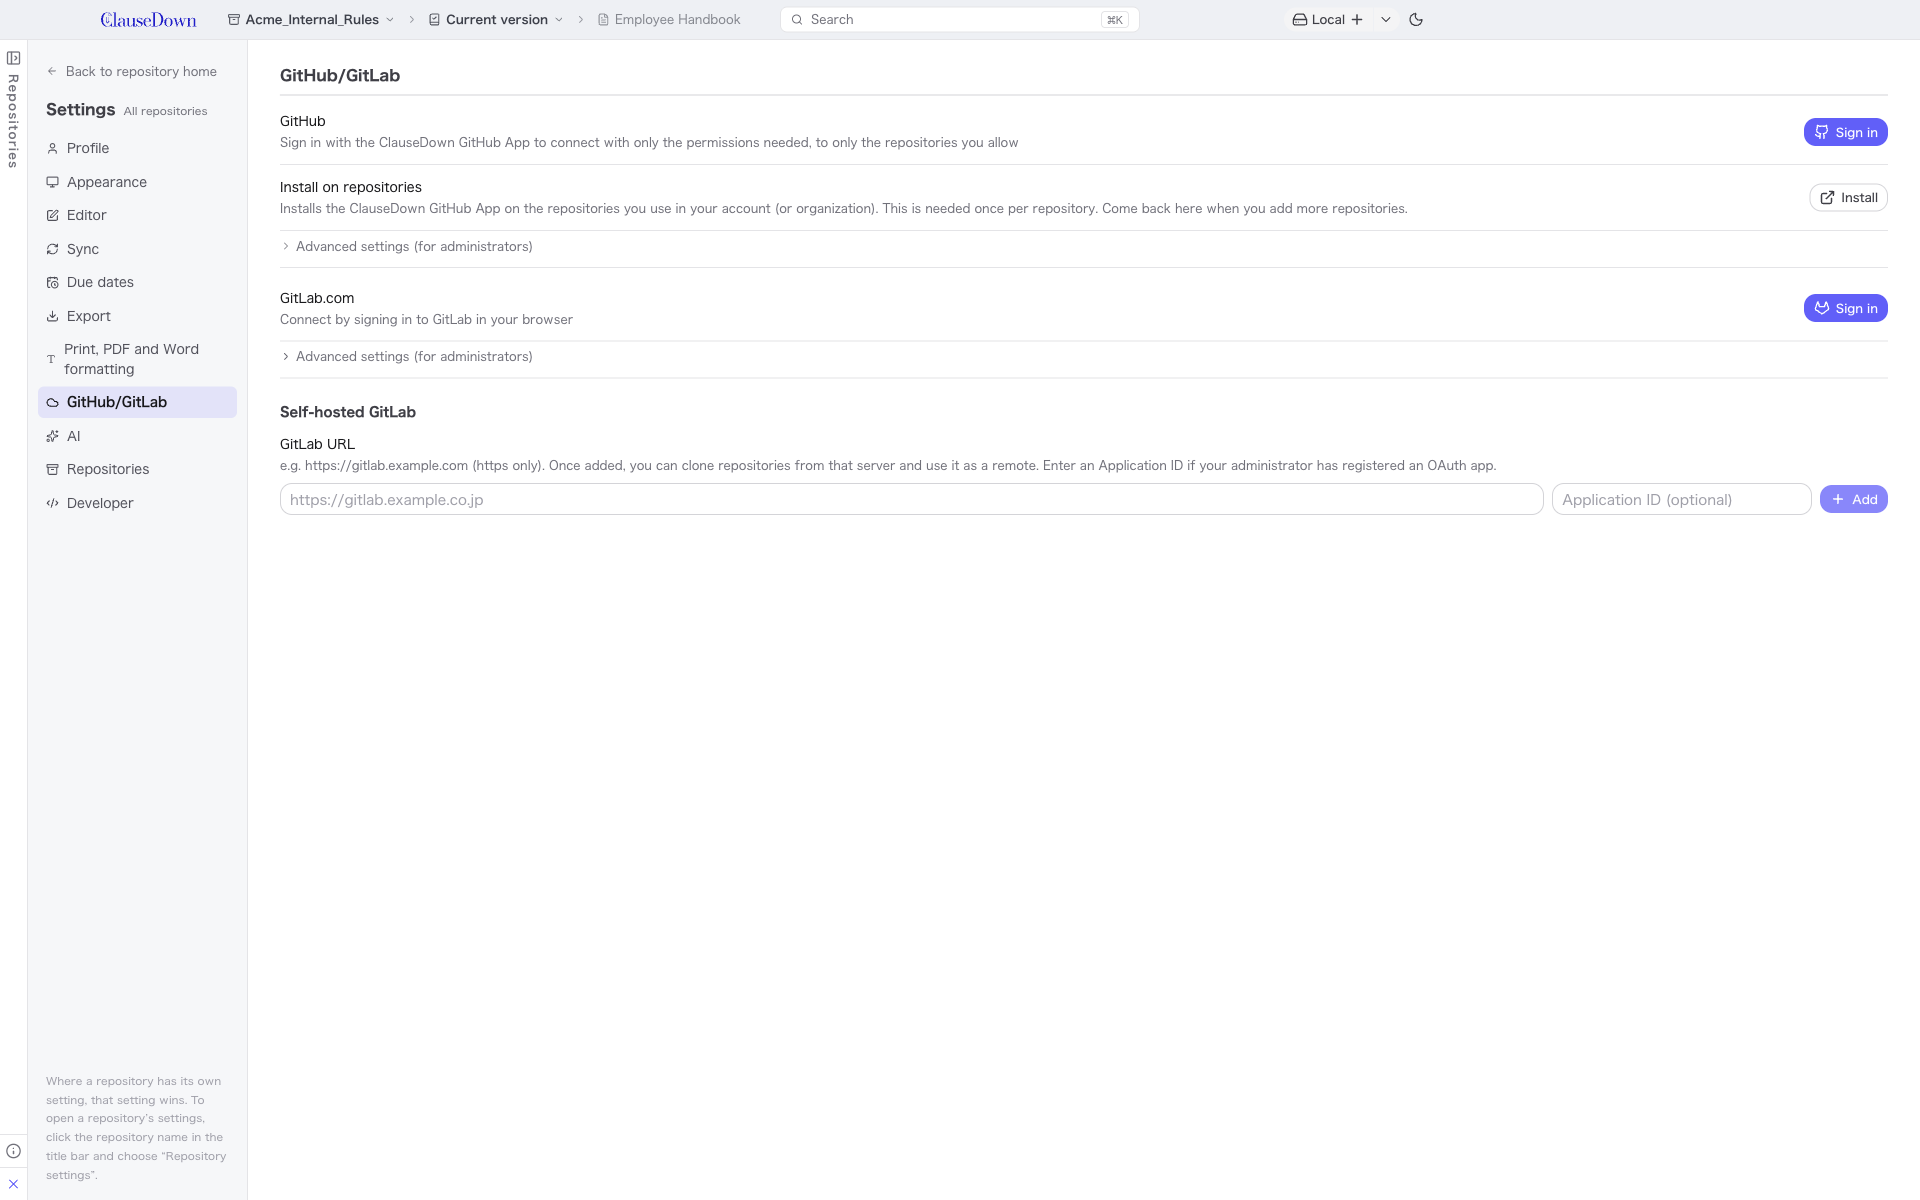 ClauseDown
Acme_Internal_Rules
Current version
Employee Handbook
Search
⌘K
Local
Repositories
Back to repository home
Settings All repositories
Profile
Appearance
Editor
Sync
Due dates
Export
Print, PDF and Word
formatting
GitHub/GitLab
AI
Repositories
Developer
Where a repository has its own
setting, that setting wins. To
open a repository's settings,
click the repository name in the
title bar and choose “Repository
settings”.
GitHub/GitLab
GitHub
Sign in with the ClauseDown GitHub App to connect with only the permissions needed, to only the repositories you allow
Sign in
Install on repositories
Installs the ClauseDown GitHub App on the repositories you use in your account (or organization). This is needed once per repository. Come back here when you add more repositories.
Install
Advanced settings (for administrators)
GitLab.com
Connect by signing in to GitLab in your browser
Sign in
Advanced settings (for administrators)
Self-hosted GitLab
GitLab URL
e.g. https://gitlab.example.com (https only). Once added, you can clone repositories from that server and use it as a remote. Enter an Application ID if your administrator has registered an OAuth app.
https://gitlab.example.co.jp
Application ID (optional)
Add